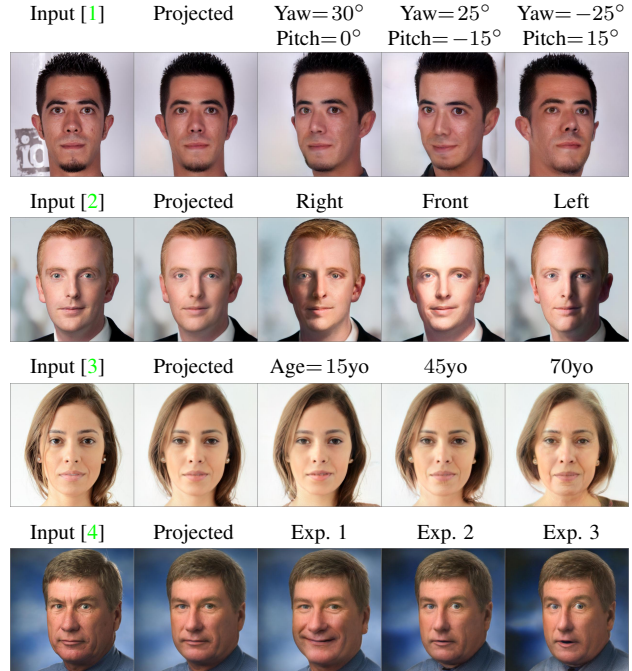 Input [1] Projected Yaw=30° Yaw=25° Yaw=−25°
Pitch=0° Pitch=−15° Pitch=15°
id
Input [2] Projected Right Front Left
Input [3] Projected Age=15yo 45yo 70yo
Input [4] Projected Exp. 1 Exp. 2 Exp. 3